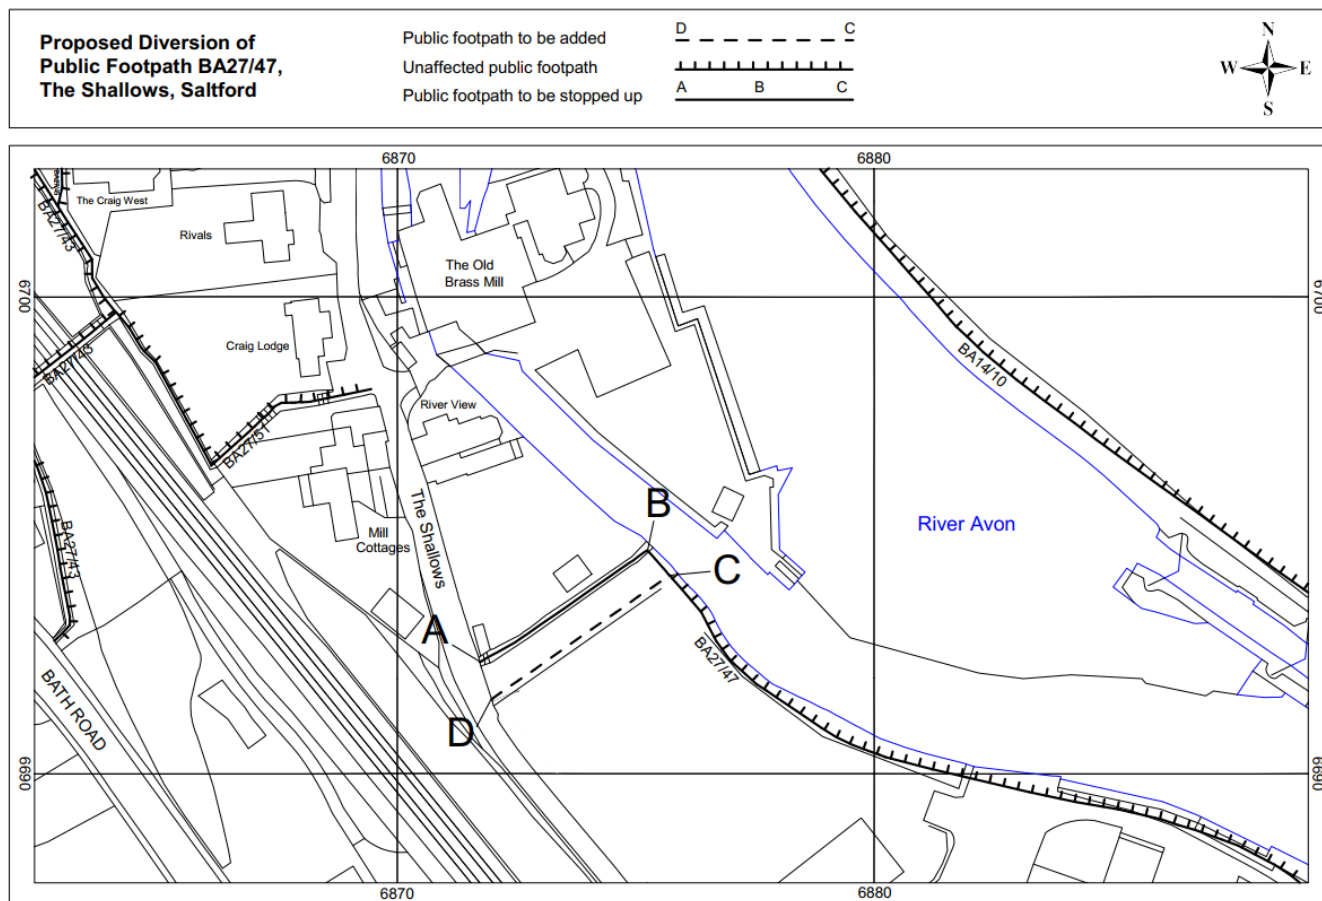 Proposed Diversion of
Public Footpath BA27/47,
The Shallows, Saltford
Public footpath to be added
D C
Unaffected public footpath
Public footpath to be stopped up
A B C
N
W E
S
6870 6880
The Craig West
BA27/43
Rivals
The Old
Brass Mill
6700
6700
Craig Lodge
BA27/43
BA14/10
River View
BA27/51
The Shallows
B
River Avon
Mill
Cottages
BA27/43
C
A
BA27/47
BATH ROAD
D
6690
6690
6870 6880